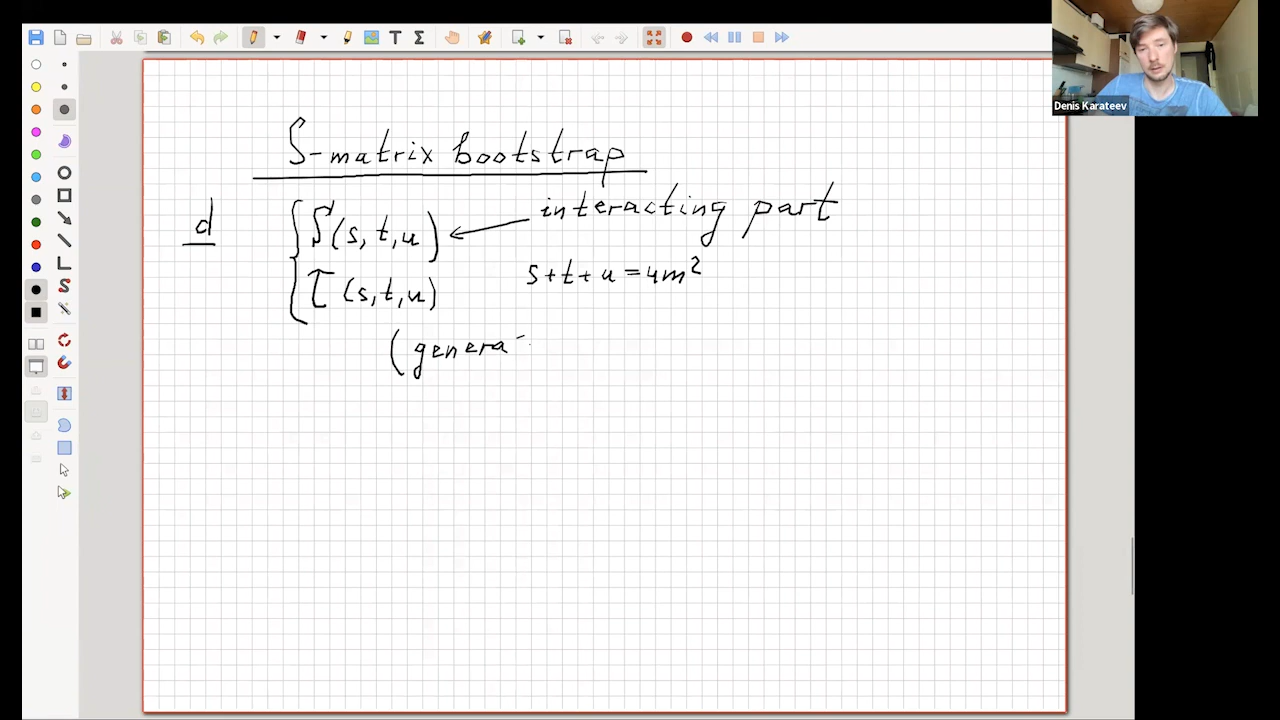 Denis Karateev
S-matrix bootstrap
d
S(s, t, u) ← interacting part
T(s, t, u)
s+t+u=4m²
(genera